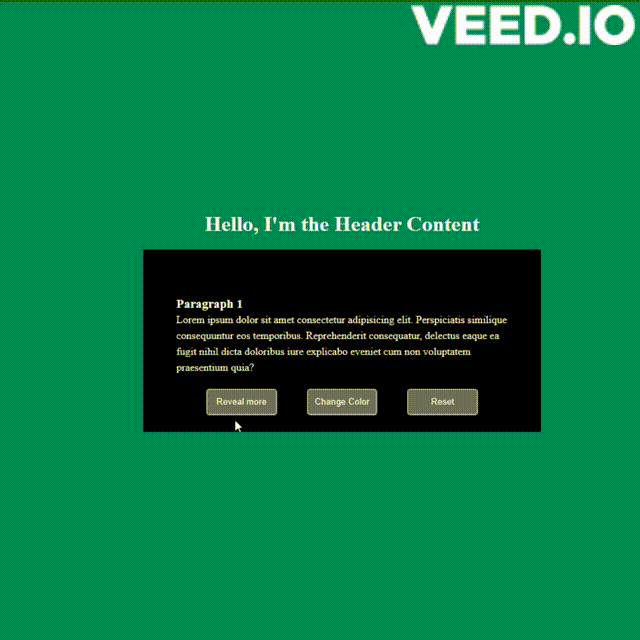 VEED.IO
Hello, I'm the Header Content
Paragraph 1
Lorem ipsum dolor sit amet consectetur adipisicing elit. Perspiciatis similique
consequuntur eos temporibus. Reprehenderit consequatur, delectus eaque ea
fugit nihil dicta doloribus iure explicabo eveniet cum non voluptatem
praesentium quia?
Reveal more
Change Color
Reset